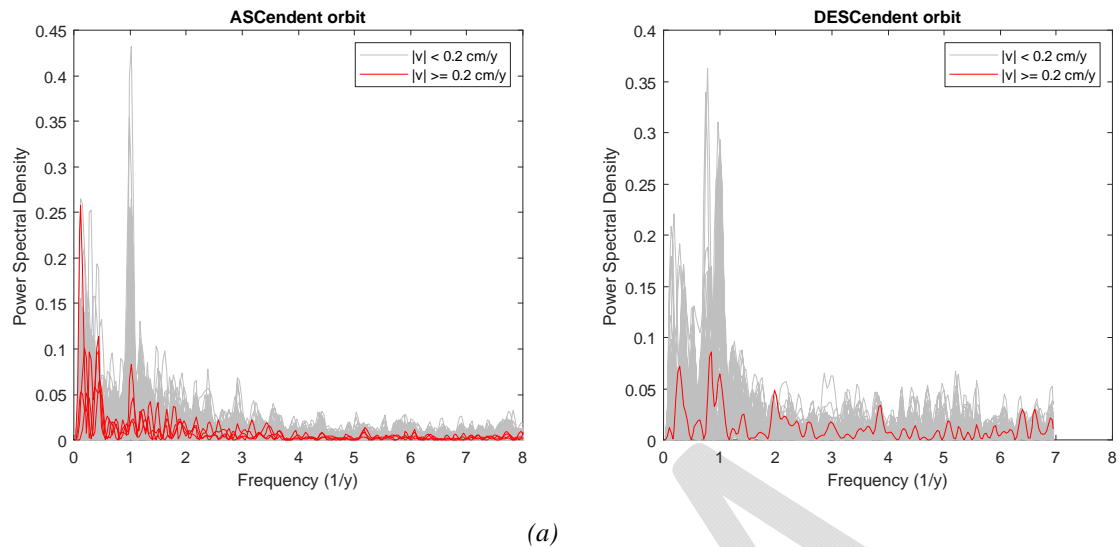 ASCendent orbit
0.45
0.4
0.35
0.3
0.25
0.2
0.15
0.1
0.05
0
Power Spectral Density
|v| < 0.2 cm/y
|v| >= 0.2 cm/y
0 1 2 3 4 5 6 7 8
Frequency (1/y)
DESCendent orbit
0.4
0.35
0.3
0.25
0.2
0.15
0.1
0.05
0
Power Spectral Density
|v| < 0.2 cm/y
|v| >= 0.2 cm/y
0 1 2 3 4 5 6 7 8
Frequency (1/y)
(a)